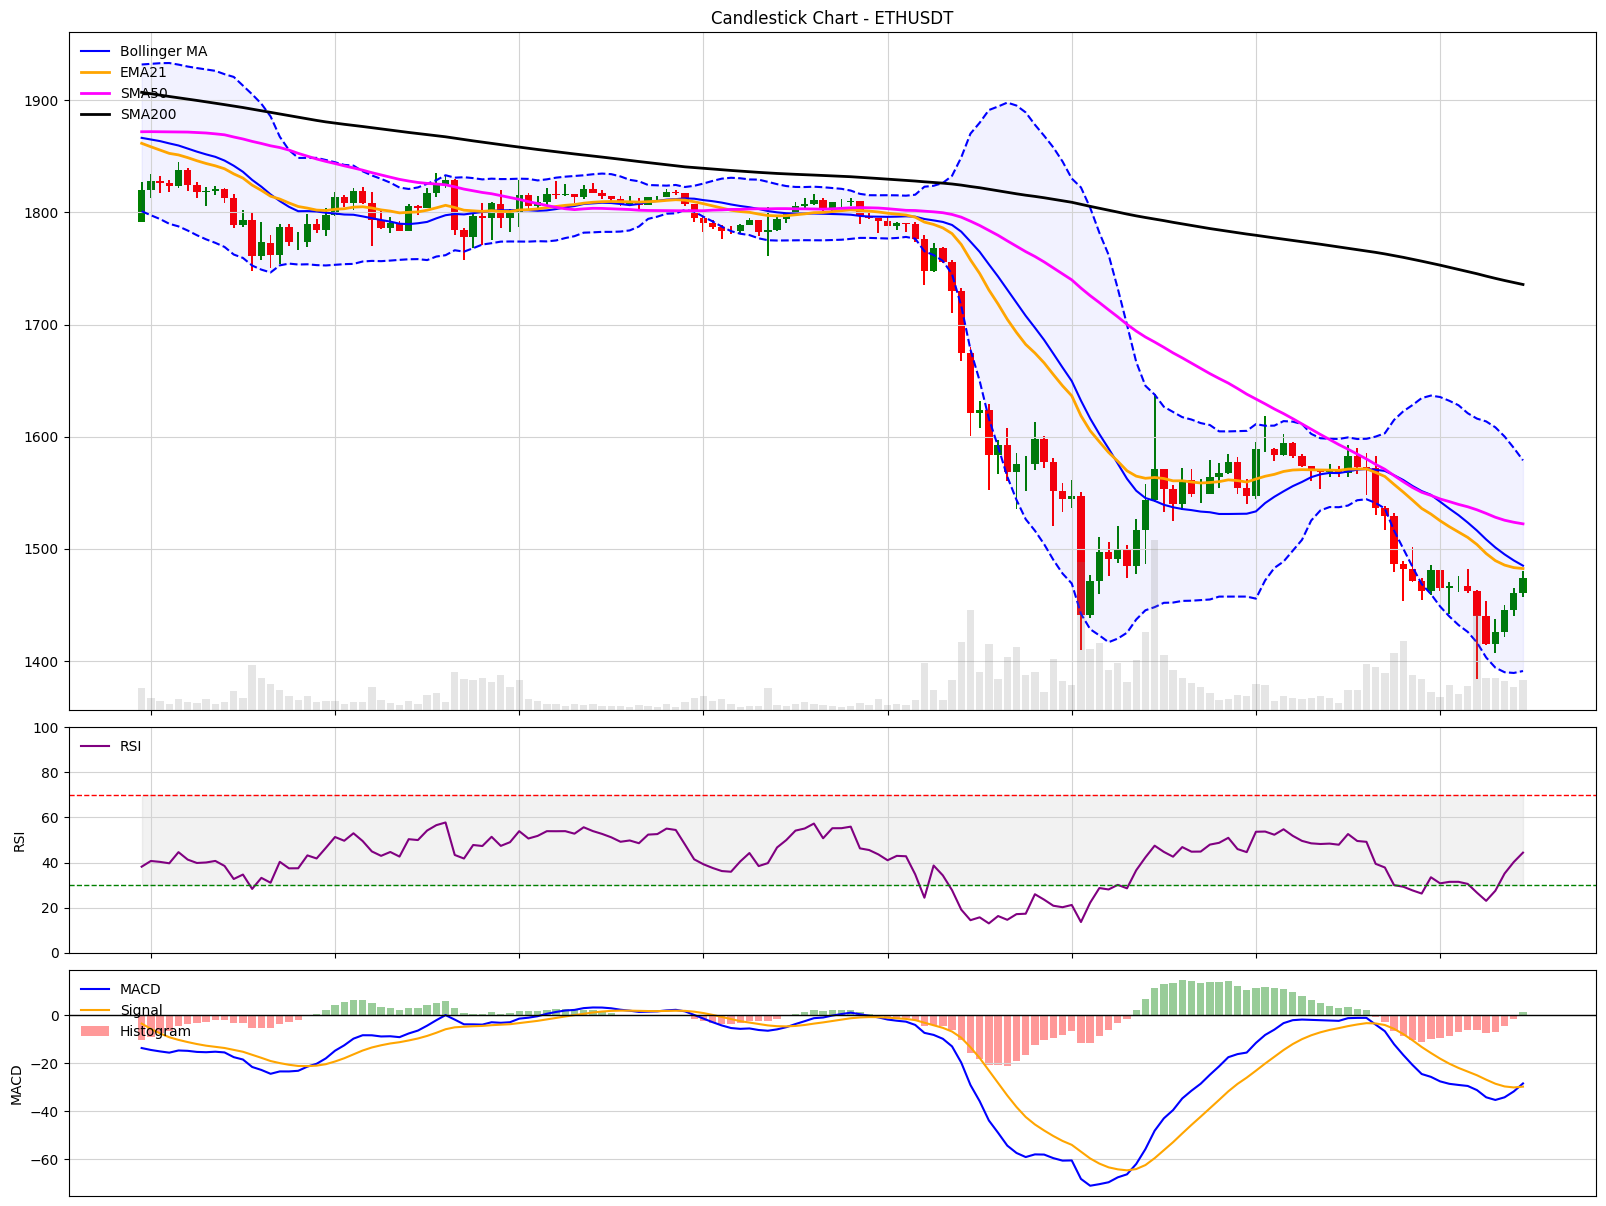 Candlestick Chart - ETHUSDT
Bollinger MA
EMA21
SMA50
SMA200
1900
1800
1700
1600
1500
1400
RSI
100
80
60
40
20
0
RSI
MACD
Signal
Histogram
0
−20
−40
−60
MACD